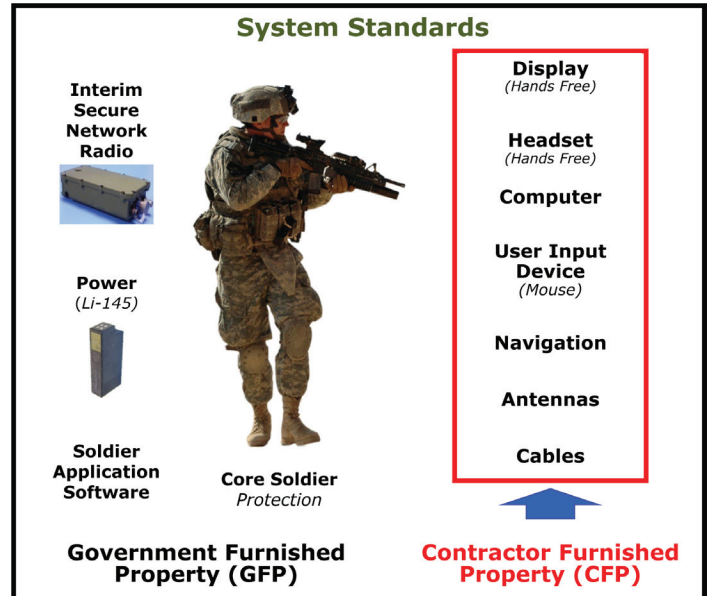 System Standards
Interim
Secure
Network
Radio
Power
(Li-145)
Soldier
Application
Software
Core Soldier
Protection
Government Furnished
Property (GFP)
Display
(Hands Free)
Headset
(Hands Free)
Computer
User Input
Device
(Mouse)
Navigation
Antennas
Cables
Contractor Furnished
Property (CFP)